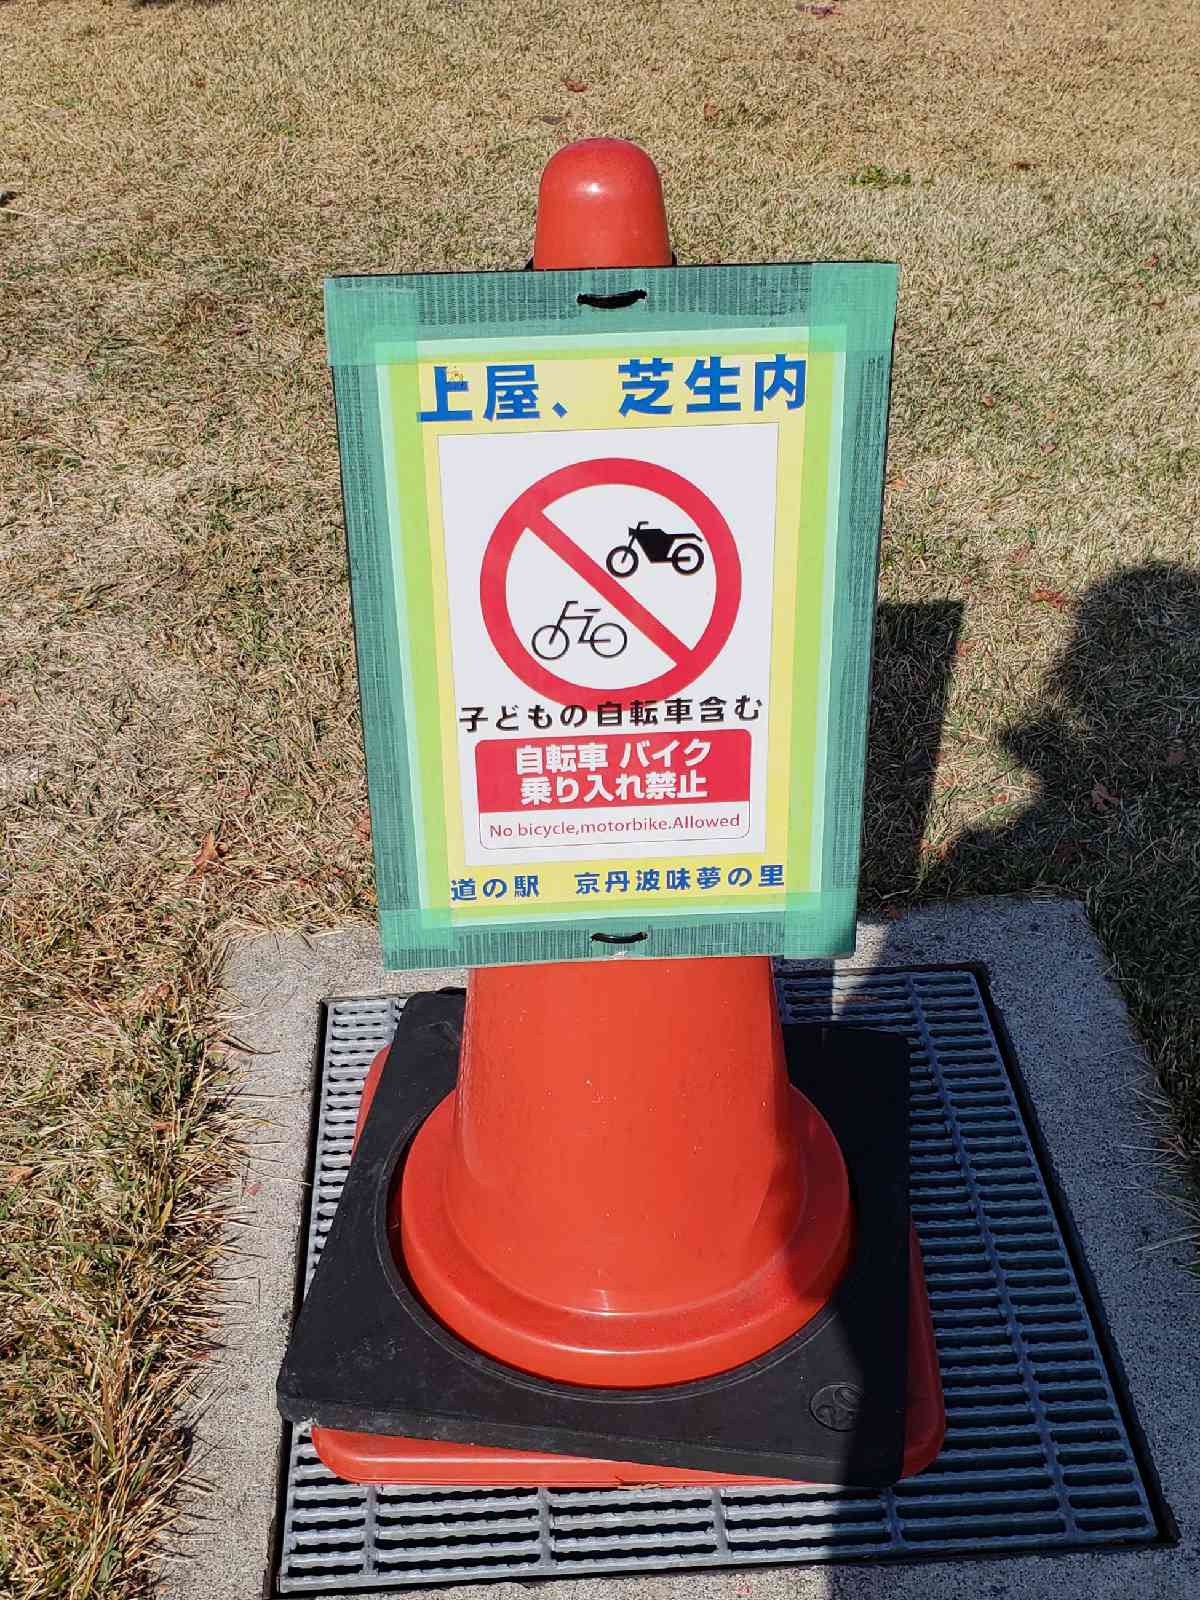 上屋、芝生内
子どもの自転車含む
自転車 バイク
乗り入れ禁止
No bicycle,motorbike.Allowed
道の駅　京丹波味夢の里